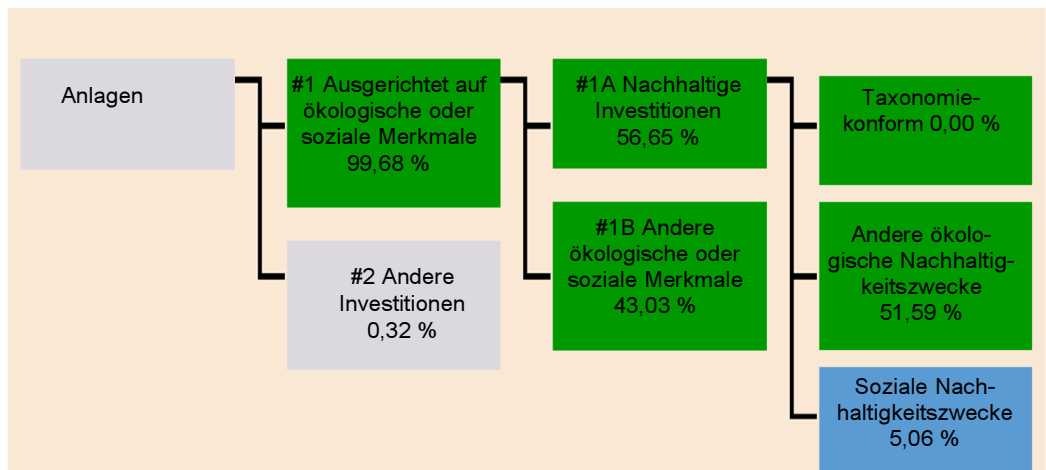 Anlagen
#1 Ausgerichtet auf
ökologische oder
soziale Merkmale
99,68 %
#2 Andere
Investitionen
0,32 %
#1A Nachhaltige
Investitionen
56,65 %
#1B Andere
ökologische oder
soziale Merkmale
43,03 %
Taxonomie-
konform 0,00 %
Andere ökolo-
gische Nachhaltig-
keitszwecke
51,59 %
Soziale Nach-
haltigkeitszwecke
5,06 %